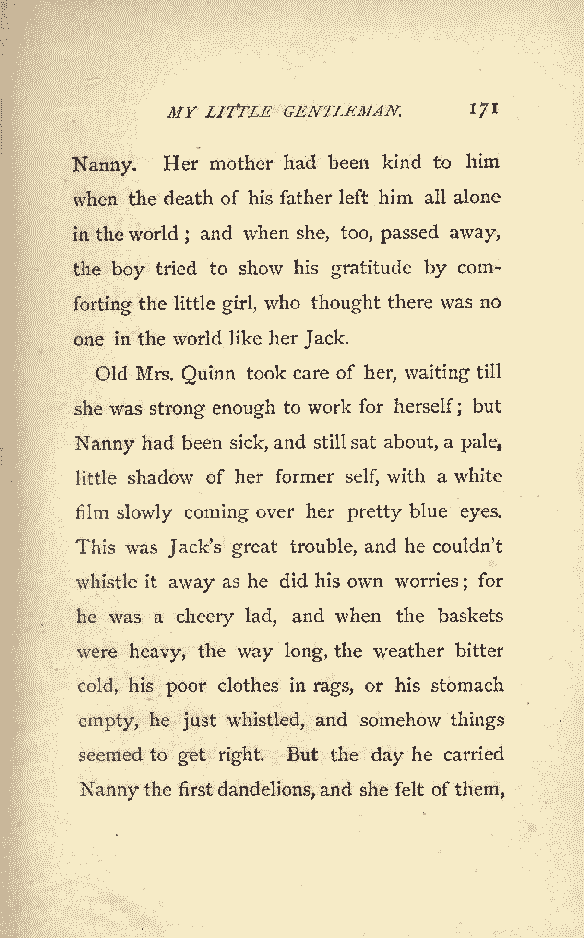 MY LITTLE GENTLEMAN. 171
Nanny. Her mother had been kind to him
when the death of his father left him all alone
in the world ; and when she, too, passed away,
the boy tried to show his gratitude by com-
forting the little girl, who thought there was no
one in the world like her Jack.
Old Mrs. Quinn took care of her, waiting till
she was strong enough to work for herself ; but
Nanny had been sick, and still sat about, a pale,
little shadow of her former self, with a white
film slowly coming over her pretty blue eyes.
This was Jack's great trouble, and he couldn't
whistle it away as he did his own worries ; for
he was a cheery lad, and when the baskets
were heavy, the way long, the weather bitter
cold, his poor clothes in rags, or his stomach
empty, he just whistled, and somehow things
seemed to get right. But the day he carried
Nanny the first dandelions, and she felt of them,